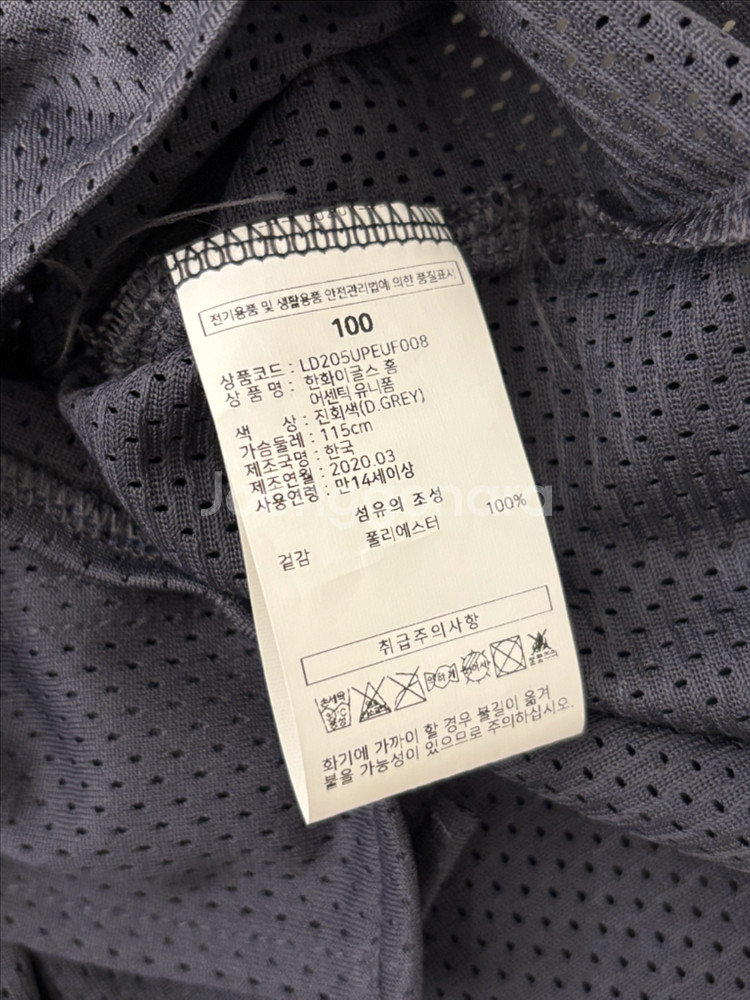 전기용품 및 생활용품 안전관리법에 의한 품질표시
100
상품코드 : LD205UPEUF008
상 품 명 : 한화이글스 홈
어센틱 유니폼
색 상 : 진회색(D.GREY)
가슴둘레 : 115cm
제조국명 : 한국
제조연월 : 2020.03
사용연령 : 만14세이상
섬유의 조성
겉감 폴리에스터 100%
취급주의사항
손세탁
약하게
화기에 가까이 할 경우 불길이 옮겨
붙을 가능성이 있으므로 주의하십시오.